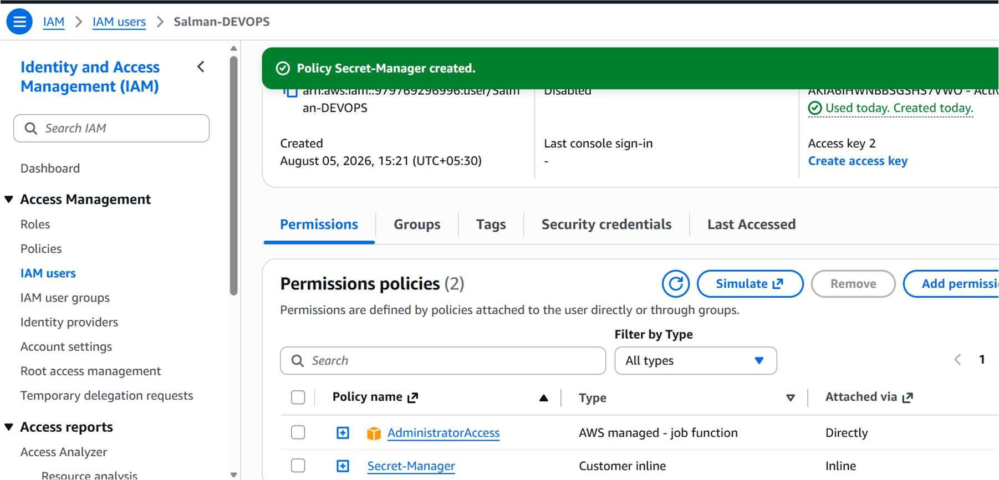 IAM > IAM users > Salman-DEVOPS
Identity and Access
Management (IAM)
Search IAM
Dashboard
Access Management
Roles
Policies
IAM users
IAM user groups
Identity providers
Account settings
Root access management
Temporary delegation requests
Access reports
Access Analyzer
Resource analysis
Policy Secret-Manager created.
arn:aws:iam::979769296996:user/Salm
an-DEVOPS
Disabled
Used today. Created today.
Created
August 05, 2026, 15:21 (UTC+05:30)
Last console sign-in
-
Access key 2
Create access key
Permissions
Groups
Tags
Security credentials
Last Accessed
Permissions policies (2)
Simulate
Remove
Add permissi
Permissions are defined by policies attached to the user directly or through groups.
Filter by Type
Search
All types
1
Policy name
Type
Attached via
AdministratorAccess
AWS managed - job function
Directly
Secret-Manager
Customer inline
Inline